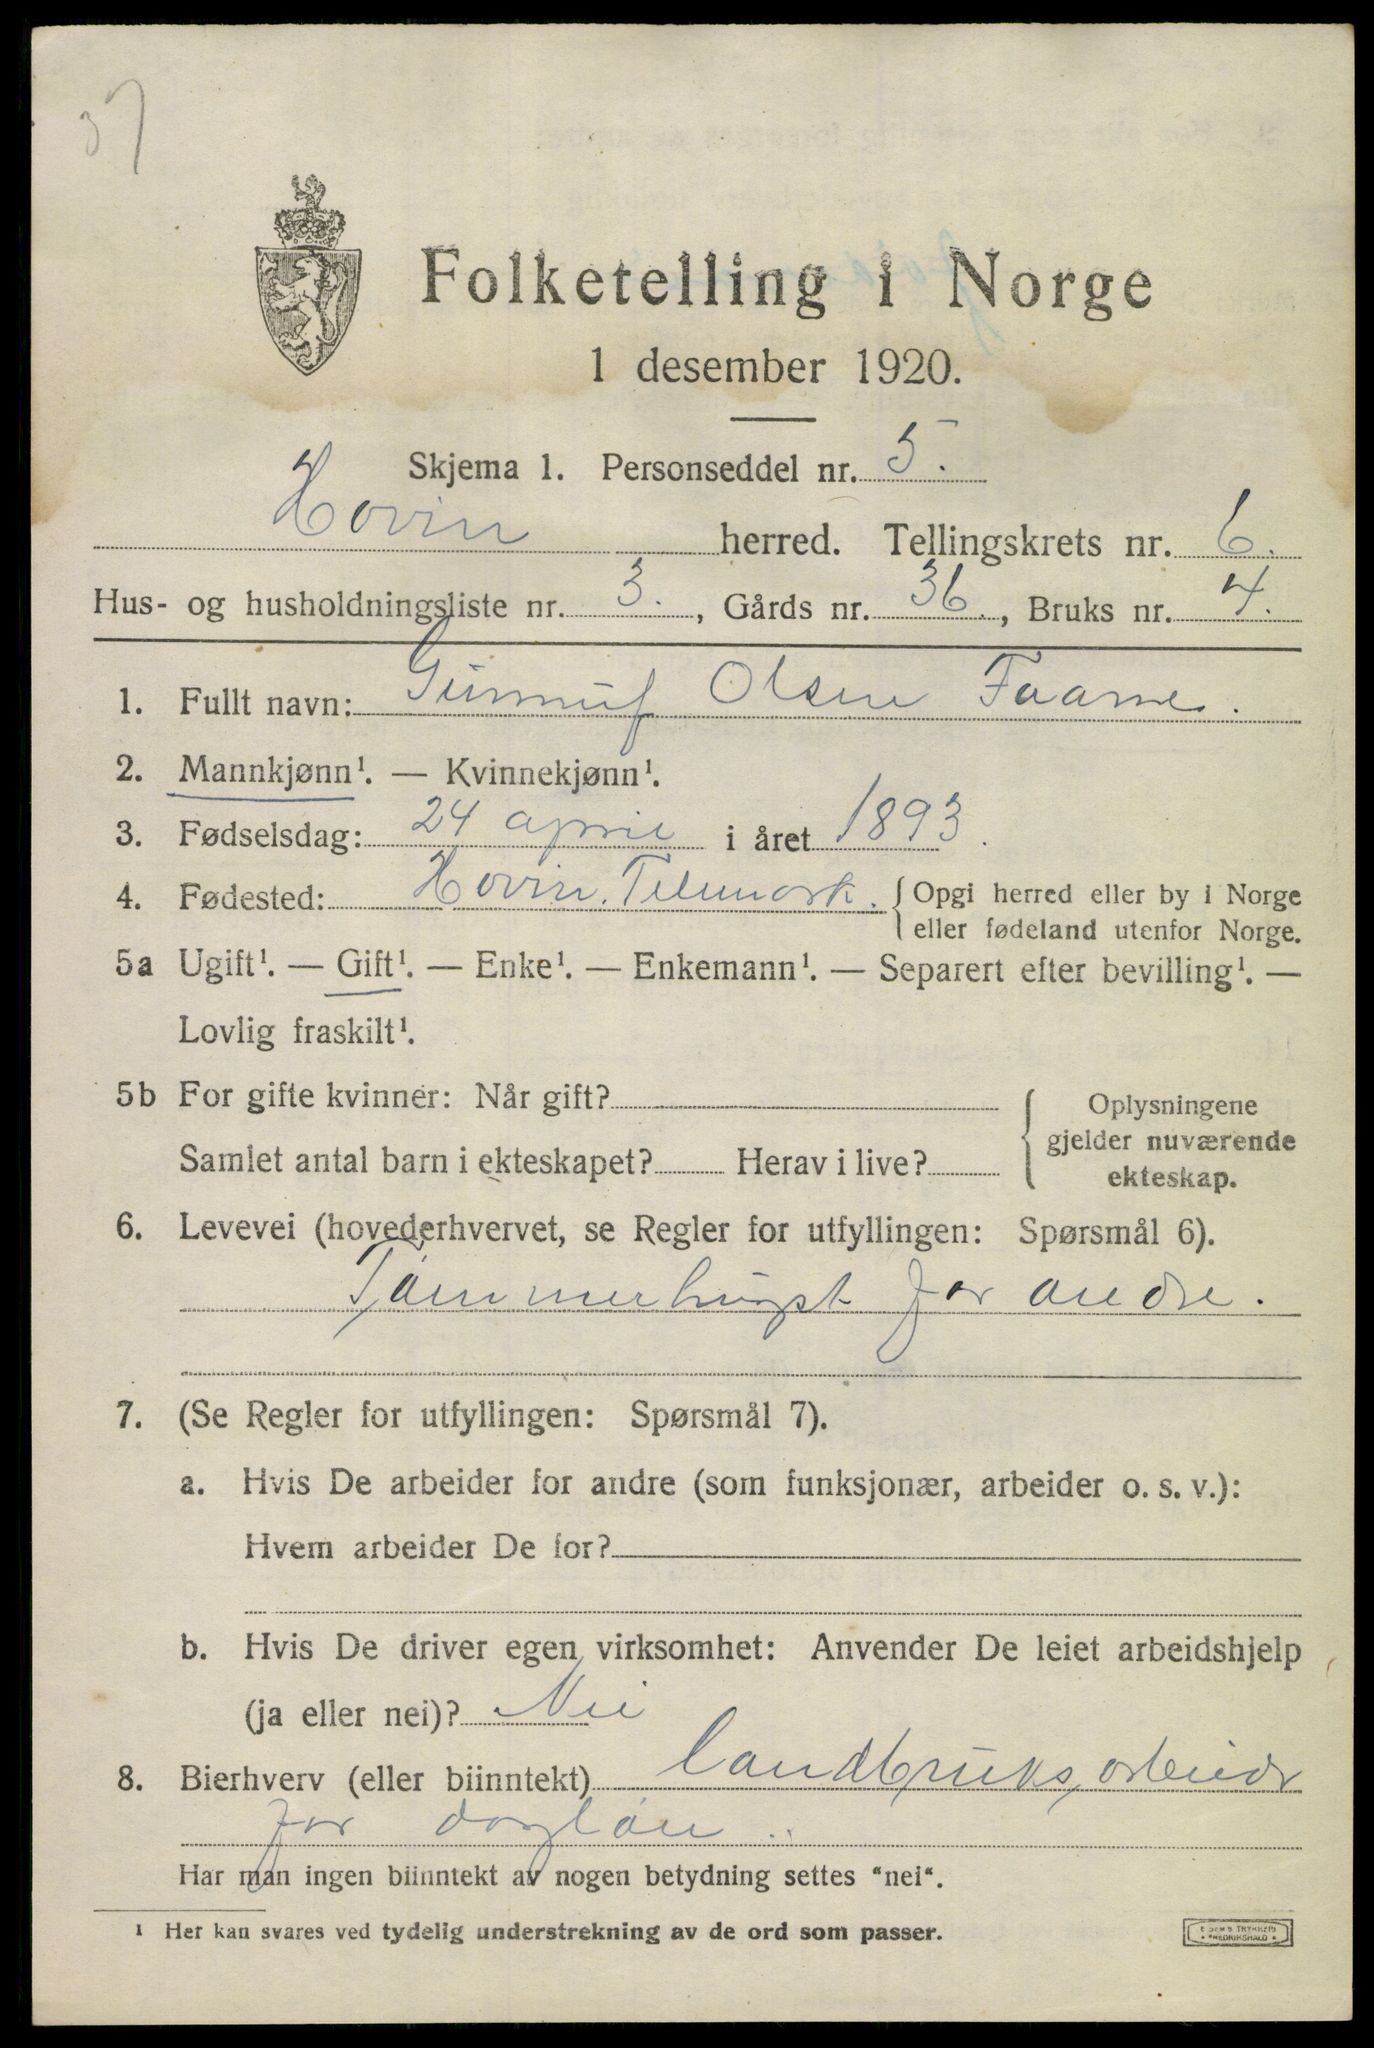 37
Folketelling i Norge
1 desember 1920.
Skjema 1. Personseddel nr. 5.
Hovin herred. Tellingskrets nr. 6.
Hus- og husholdningsliste nr. 3., Gårds nr. 36., Bruks nr. 4.
1. Fullt navn: Gunnuf Olsen Faarne.
2. Mannkjønn¹. — Kvinnekjønn¹.
3. Fødselsdag: 24 april i året 1893.
4. Fødested: Hovin. Telemark. { Opgi herred eller by i Norge
eller fødeland utenfor Norge.
5a Ugift¹. — Gift¹. — Enke¹. — Enkemann¹. — Separert efter bevilling¹. —
Lovlig fraskilt¹.
5b For gifte kvinner: Når gift? { Oplysningene
gjelder nuværende
Samlet antal barn i ekteskapet? Herav i live?
ekteskap.
6. Levevei (hovederhvervet, se Regler for utfyllingen: Spørsmål 6).
Tømmerhugst for andre.
7. (Se Regler for utfyllingen: Spørsmål 7).
a. Hvis De arbeider for andre (som funksjonær, arbeider o. s. v.):
Hvem arbeider De for?
b. Hvis De driver egen virksomhet: Anvender De leiet arbeidshjelp
(ja eller nei)? Nei
8. Bierhverv (eller biinntekt) Landbruksarbeide
for dagløn.
Har man ingen biinntekt av nogen betydning settes “nei“.
¹ Her kan svares ved tydelig understrekning av de ord som passer.